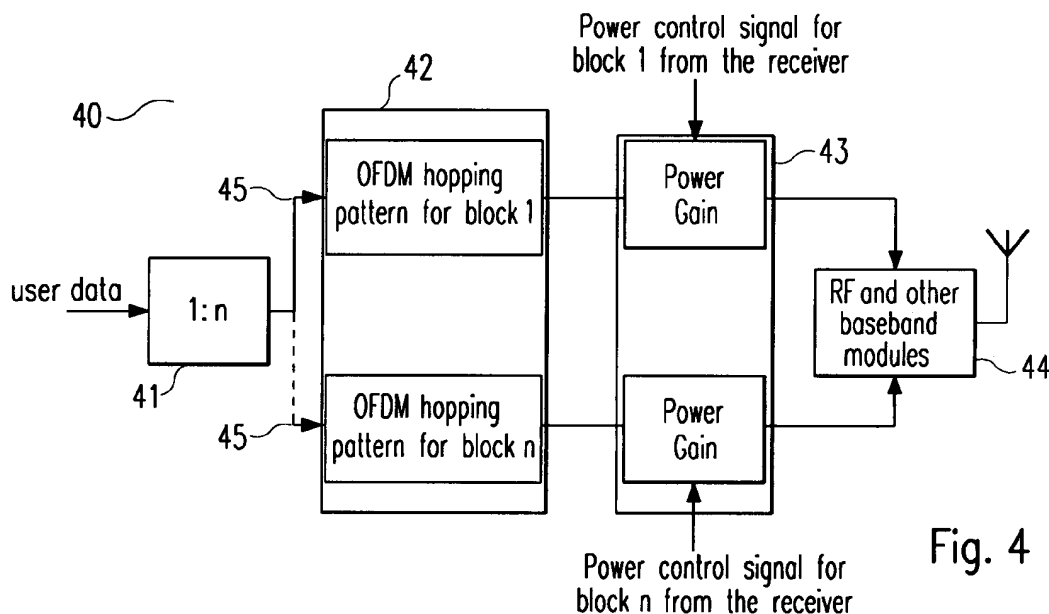 Power control signal for
block 1 from the receiver
42
40
43
45
OFDM hopping
pattern for block 1
Power
Gain
user data
1:n
RF and other
baseband
modules
41
44
45
OFDM hopping
pattern for block n
Power
Gain
Power control signal for
block n from the receiver
Fig. 4